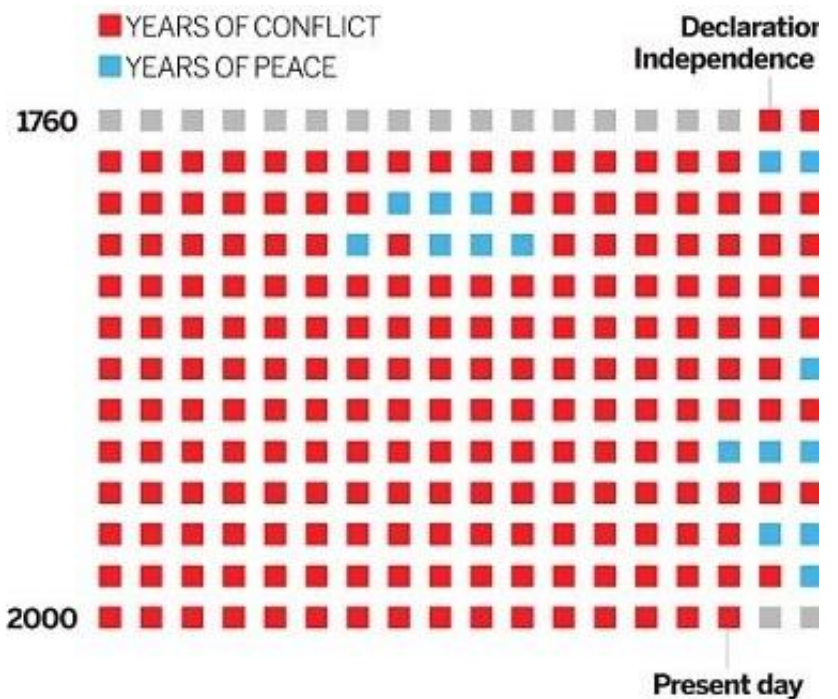 YEARS OF CONFLICT
YEARS OF PEACE
Declaration
Independence
1760
2000
Present day